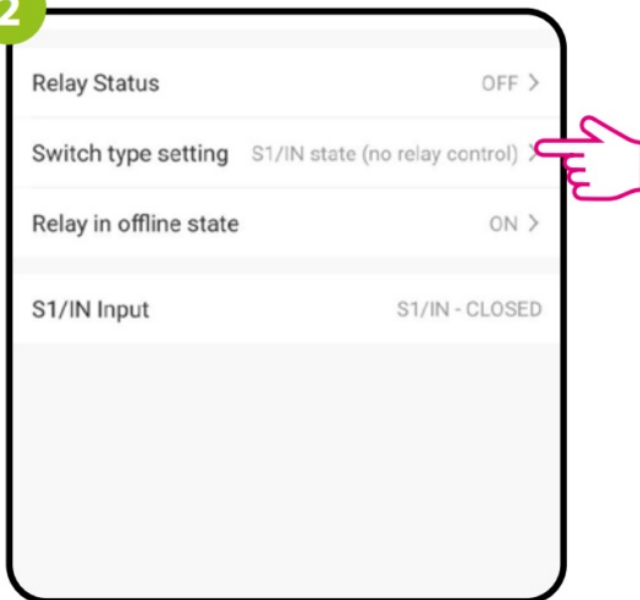 2
Relay Status OFF >
Switch type setting S1/IN state (no relay control) >
Relay in offline state ON >
S1/IN Input S1/IN - CLOSED